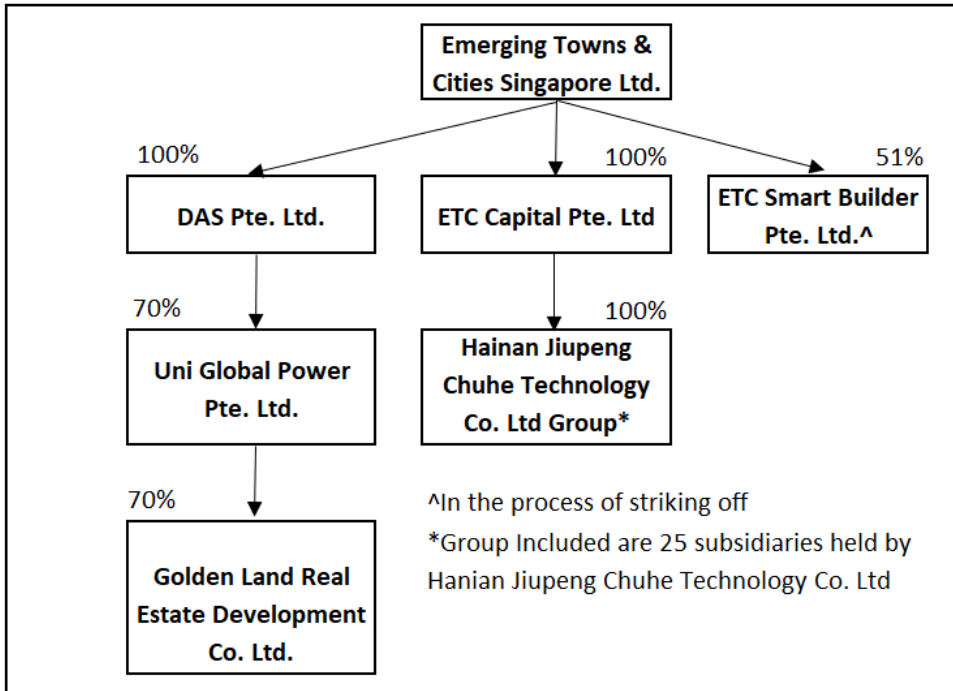 Emerging Towns &
Cities Singapore Ltd.
100%
100%
51%
DAS Pte. Ltd.
ETC Capital Pte. Ltd
ETC Smart Builder
Pte. Ltd.^
70%
100%
Uni Global Power
Pte. Ltd.
Hainan Jiupeng
Chuhe Technology
Co. Ltd Group*
70%
Golden Land Real
Estate Development
Co. Ltd.
^In the process of striking off
*Group Included are 25 subsidiaries held by
Hanian Jiupeng Chuhe Technology Co. Ltd